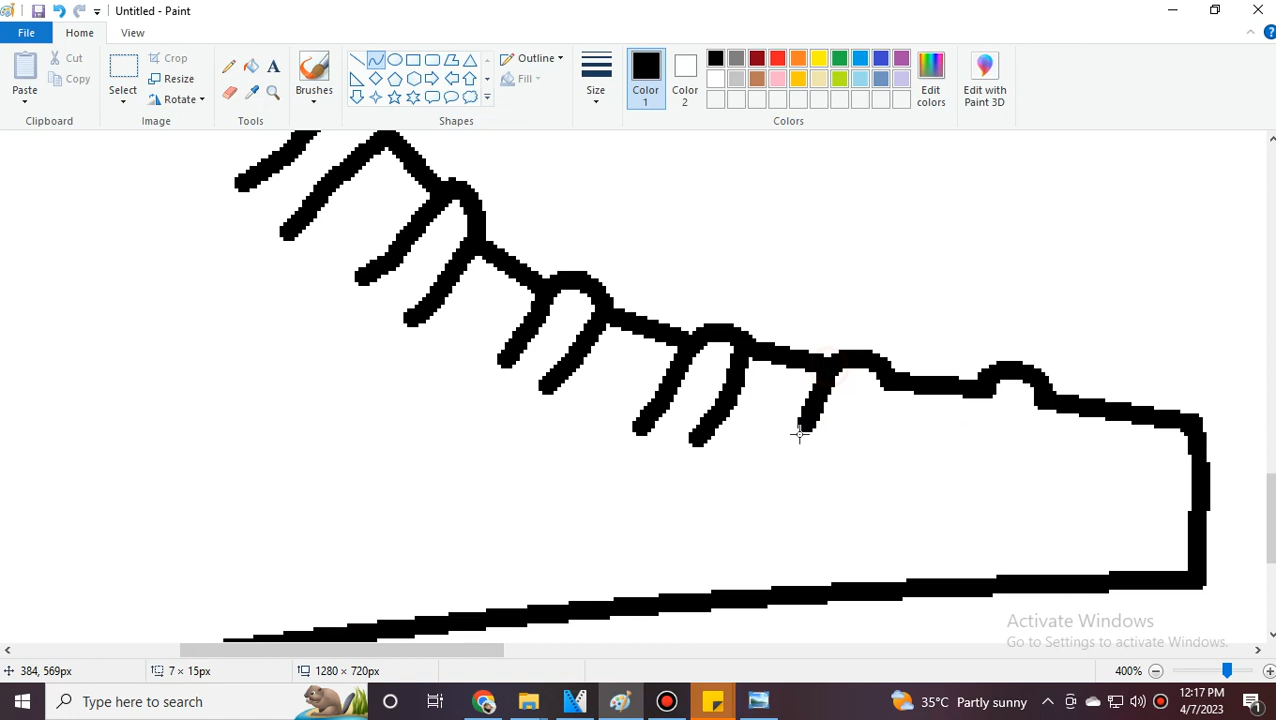 Untitled - Paint
File
Home
View
Paste
Cut
Copy
Clipboard
Select
Crop
Resize
Rotate
Image
A
Tools
Brushes
Outline
Fill
Shapes
Size
Color 1
Color 2
Edit colors
Colors
Edit with Paint 3D
Activate Windows
Go to Settings to activate Windows.
384, 569px
7 × 15px
1280 × 720px
400%
Type here to search
35°C Partly sunny
12:17 PM
4/7/2023
1